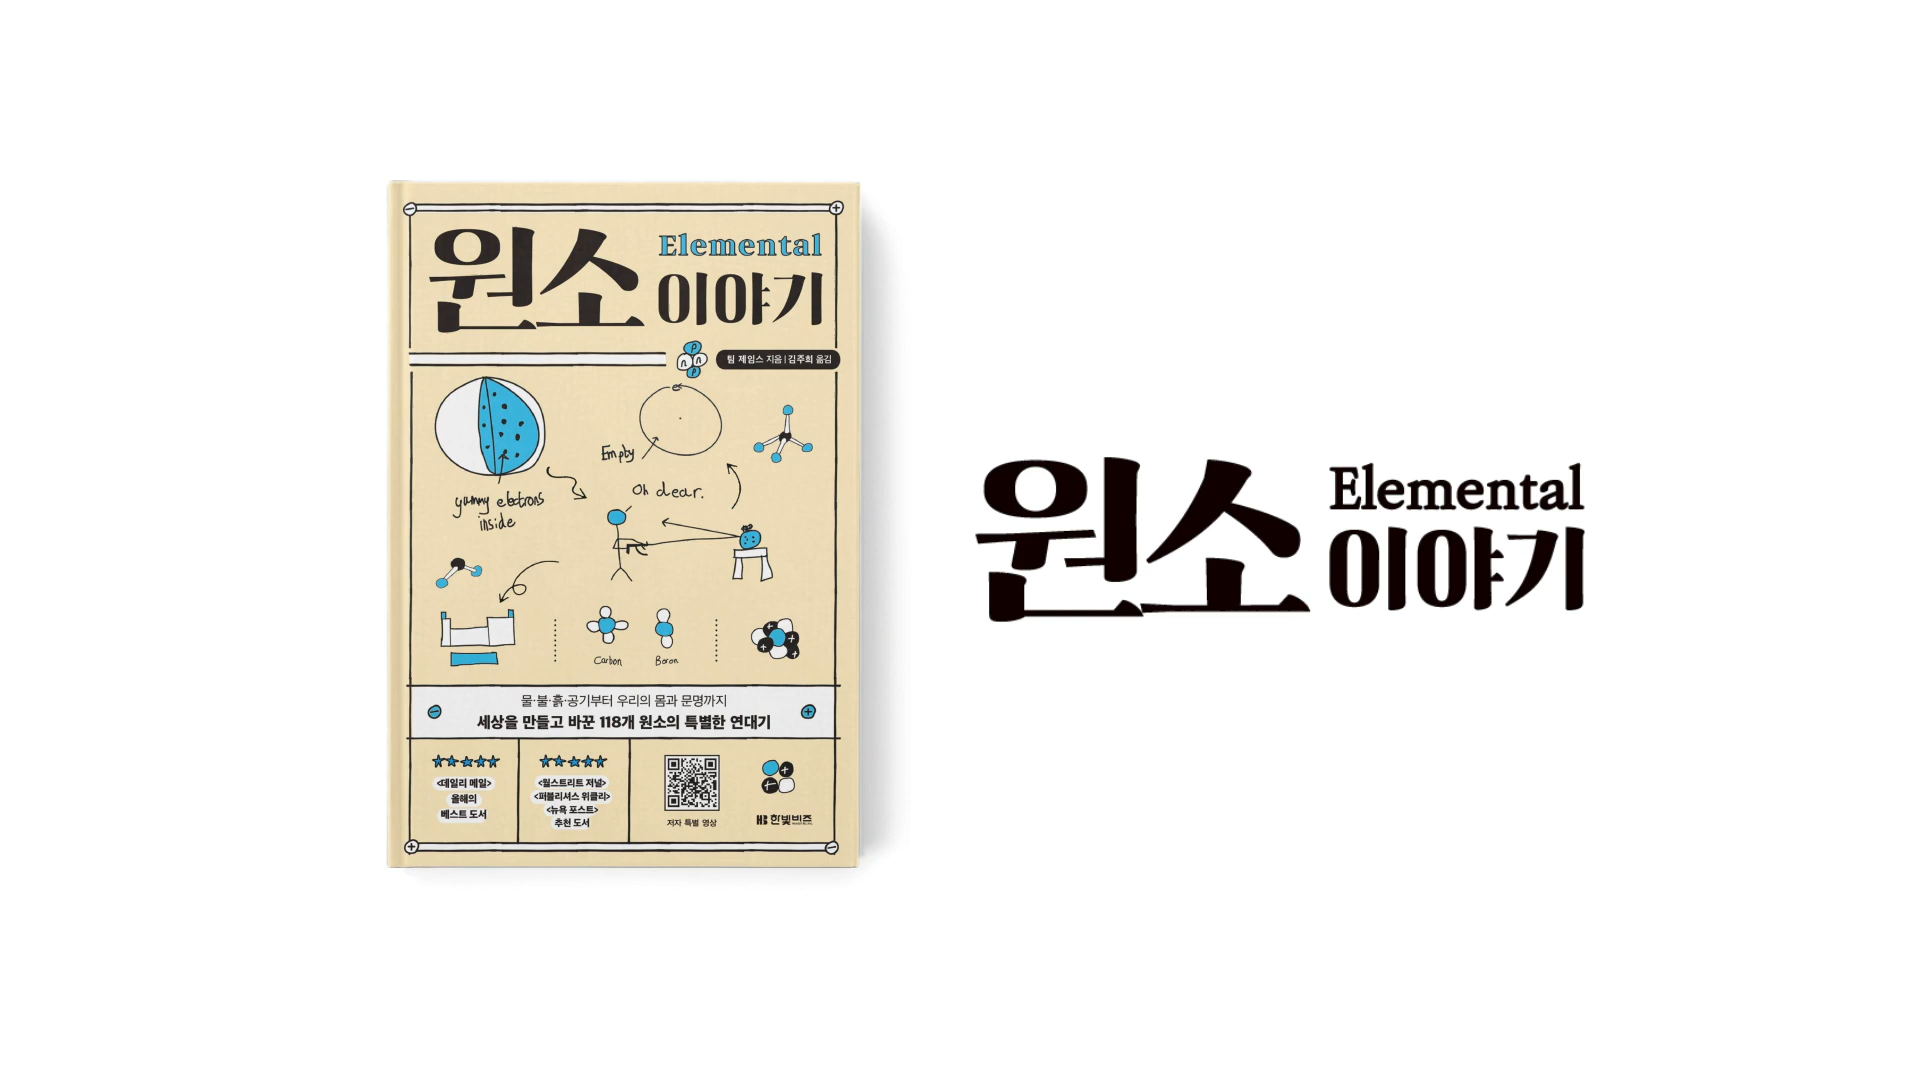 Elemental
원소 이야기
p
n n
p
팀 제임스 지음 | 김주희 옮김
Empty
yummy electrons
inside
Oh dear.
Carbon
Boron
물·불·흙·공기부터 우리의 몸과 문명까지
세상을 만들고 바꾼 118개 원소의 특별한 연대기
<데일리 메일>
올해의
베스트 도서
<월스트리트 저널>
<퍼블리셔스 위클리>
<뉴욕 포스트>
추천 도서
저자 특별 영상
HB 한빛비즈
Elemental
원소 이야기